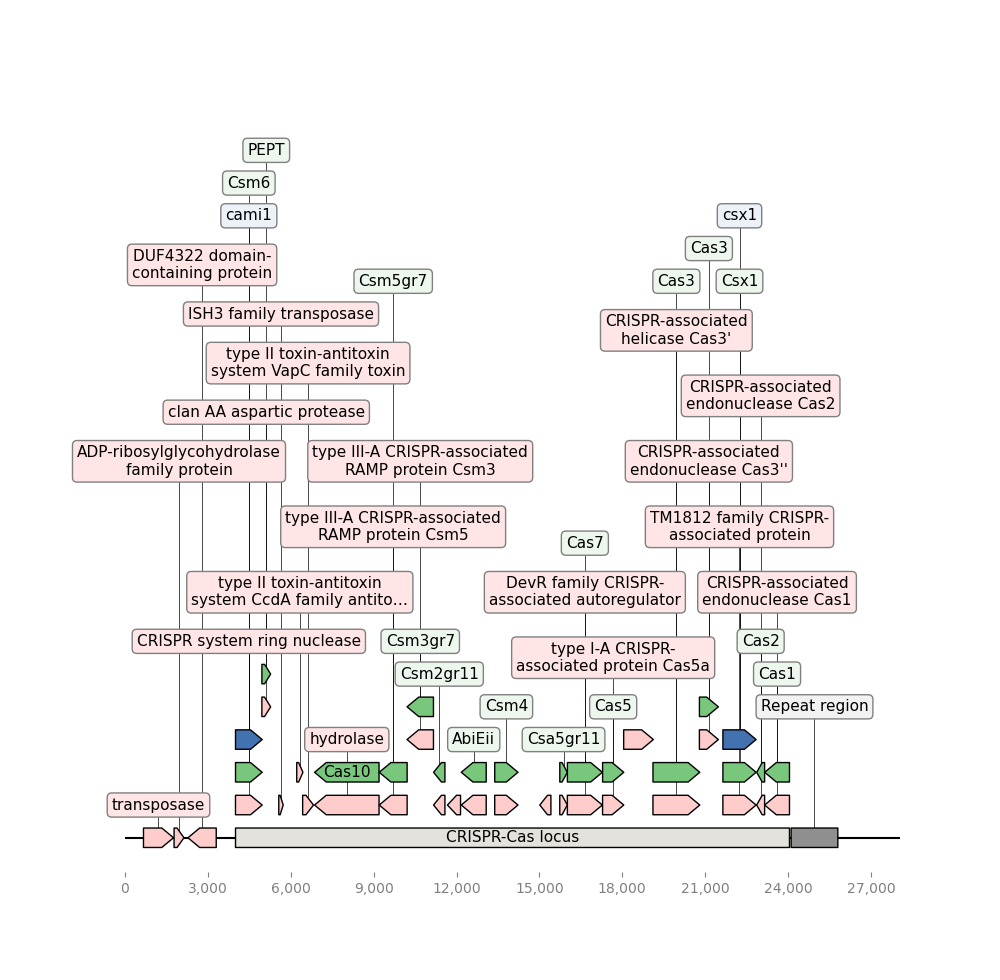 PEPT
Csm6
cami1
csx1
Cas3
DUF4322 domain-
containing protein
Csm5gr7
Cas3
Csx1
ISH3 family transposase
CRISPR-associated
helicase Cas3'
type II toxin-antitoxin
system VapC family toxin
CRISPR-associated
endonuclease Cas2
clan AA aspartic protease
ADP-ribosylglycohydrolase
family protein
type III-A CRISPR-associated
RAMP protein Csm3
CRISPR-associated
endonuclease Cas3''
type III-A CRISPR-associated
RAMP protein Csm5
TM1812 family CRISPR-
associated protein
Cas7
type II toxin-antitoxin
system CcdA family antito...
DevR family CRISPR-
associated autoregulator
CRISPR-associated
endonuclease Cas1
CRISPR system ring nuclease
Csm3gr7
type I-A CRISPR-
associated protein Cas5a
Cas2
Csm2gr11
Cas1
Csm4
Cas5
Repeat region
hydrolase
AbiEii
Csa5gr11
Cas10
transposase
CRISPR-Cas locus
0 3,000 6,000 9,000 12,000 15,000 18,000 21,000 24,000 27,000